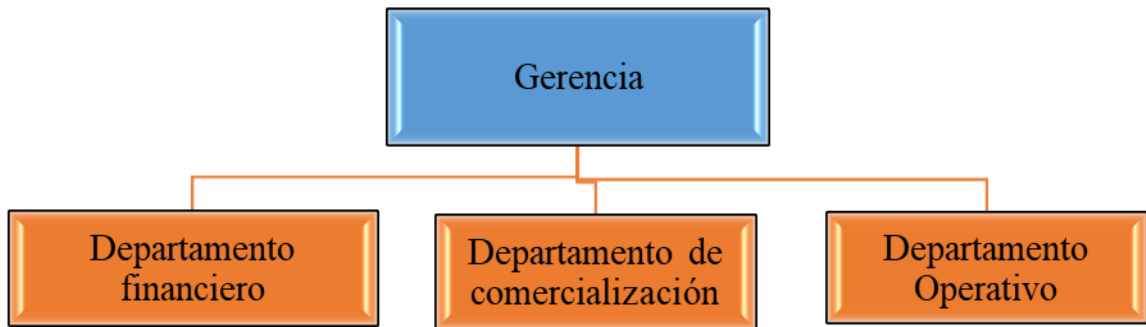 Gerencia
Departamento
financiero
Departamento de
comercialización
Departamento
Operativo